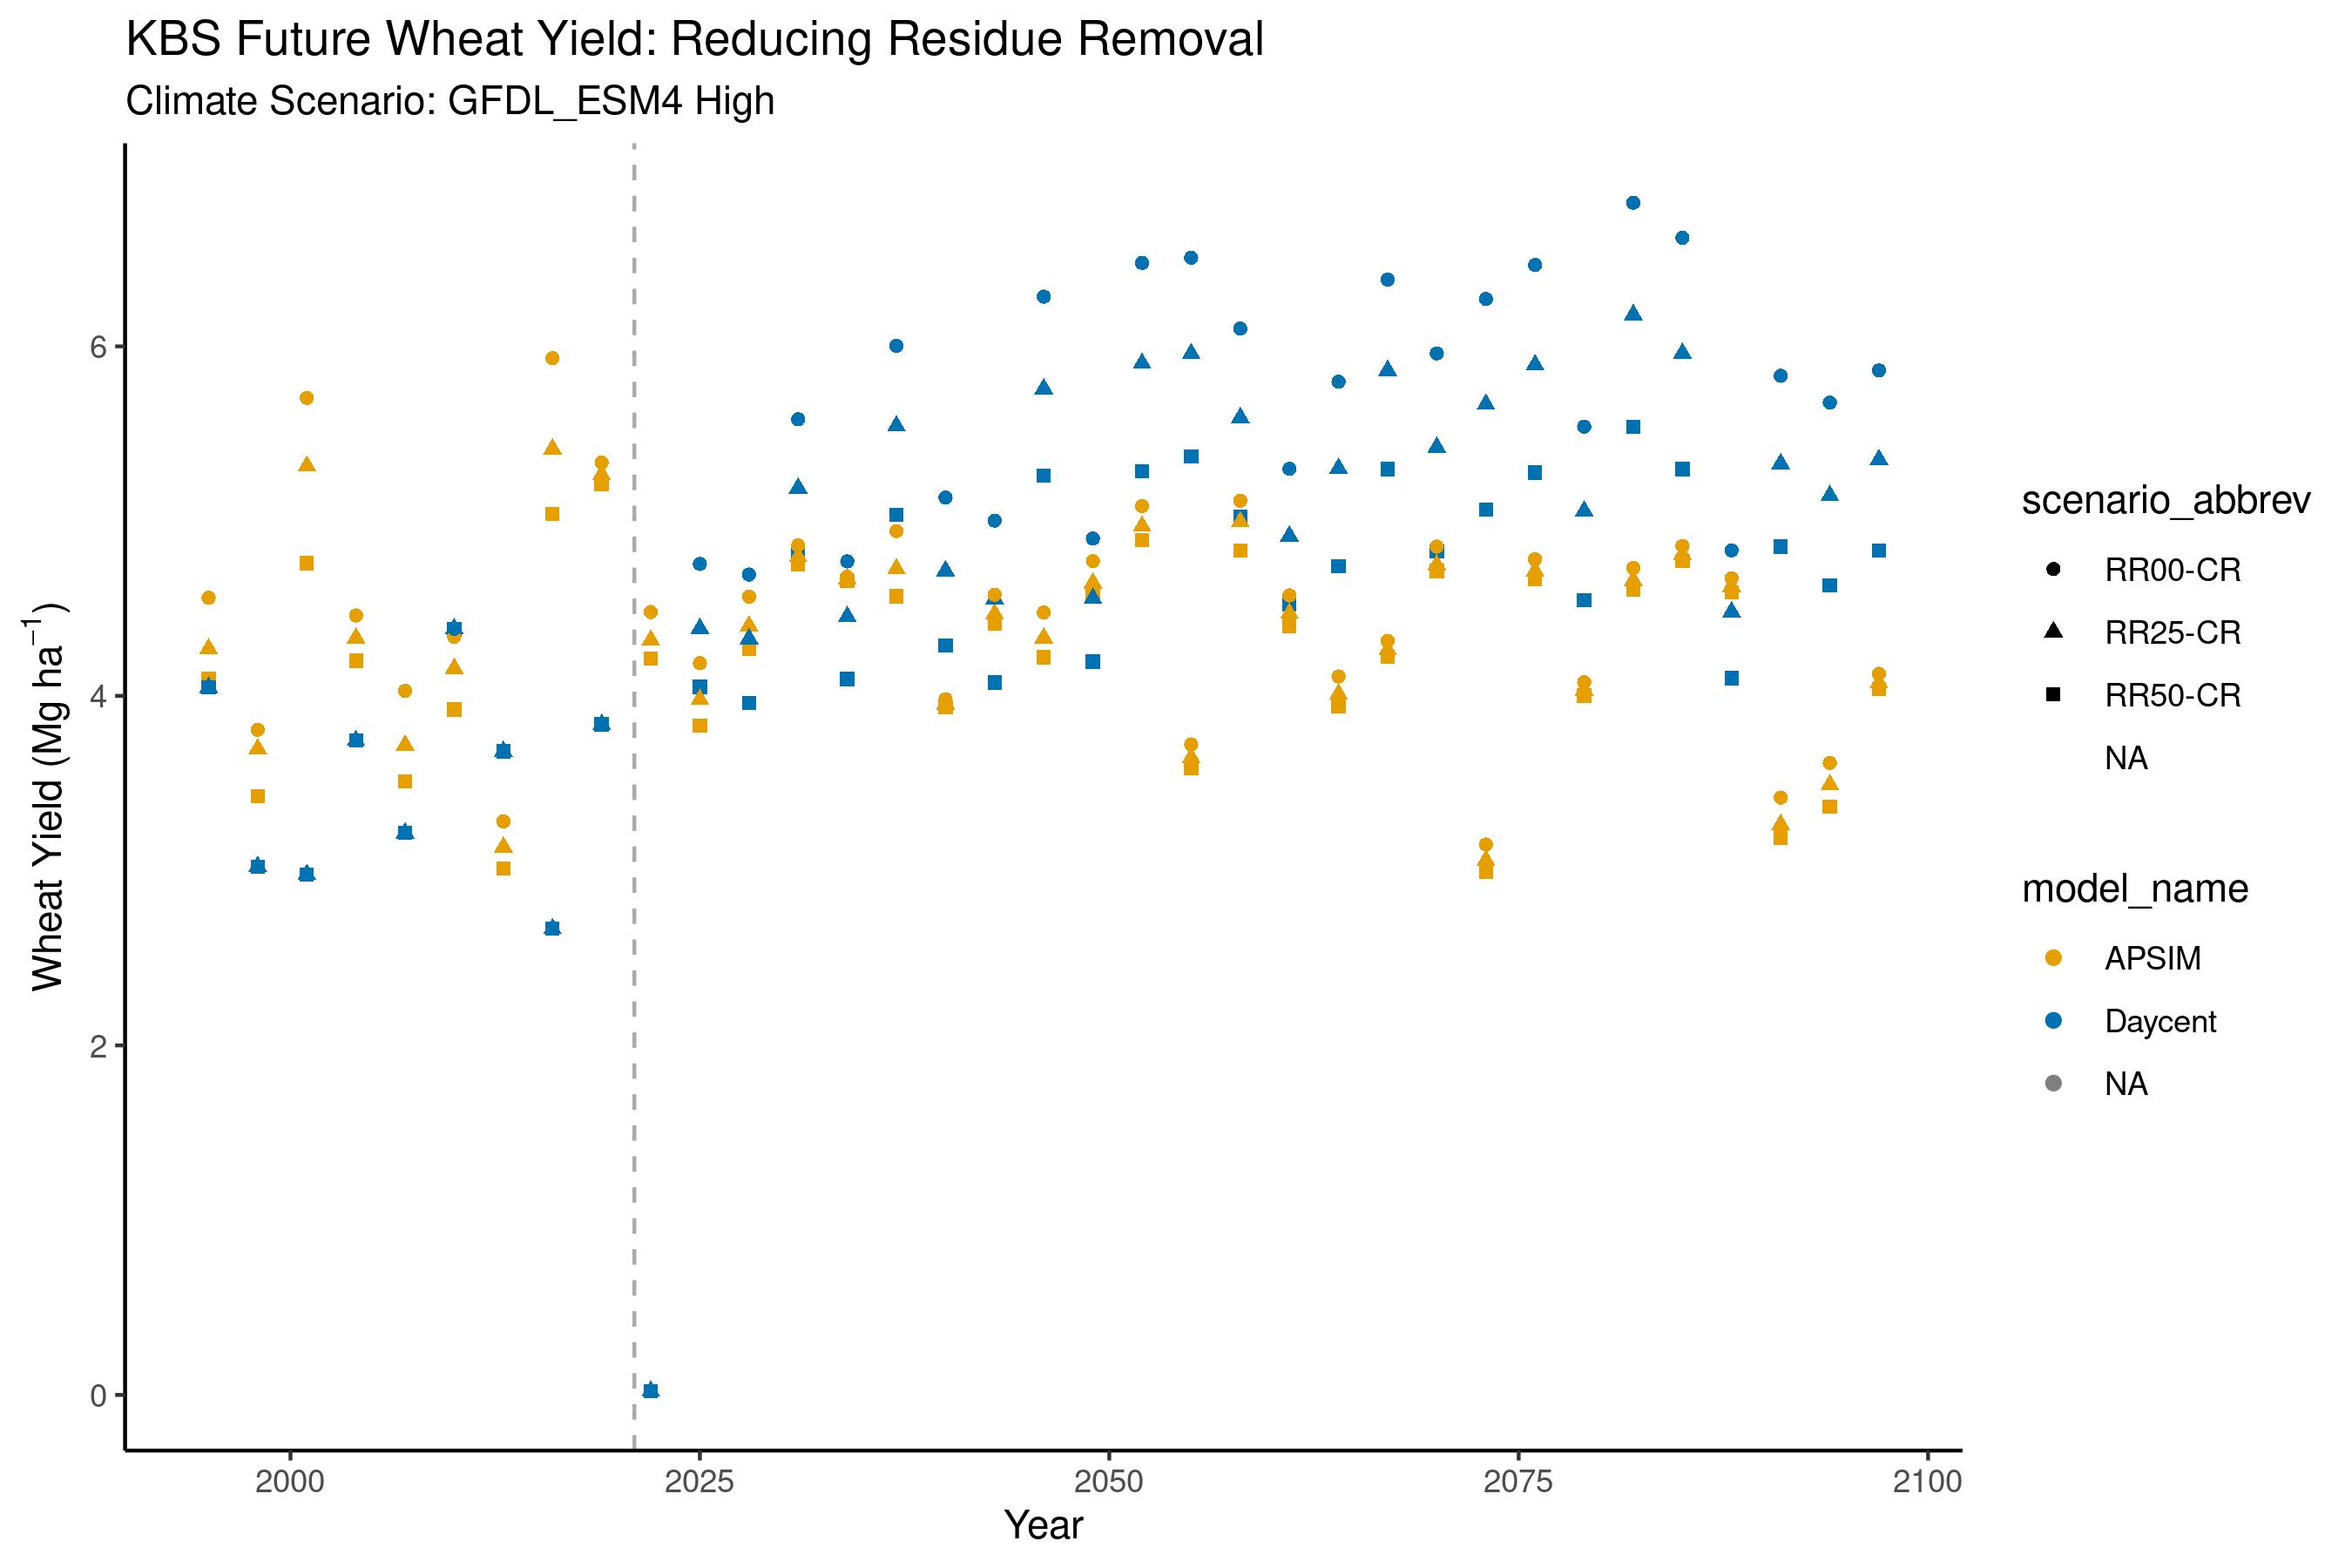 KBS Future Wheat Yield: Reducing Residue Removal
Climate Scenario: GFDL_ESM4 High
Wheat Yield (Mg ha⁻¹)
6
4
2
0
2000
2025
2050
2075
2100
Year
scenario_abbrev
RR00-CR
RR25-CR
RR50-CR
NA
model_name
APSIM
Daycent
NA